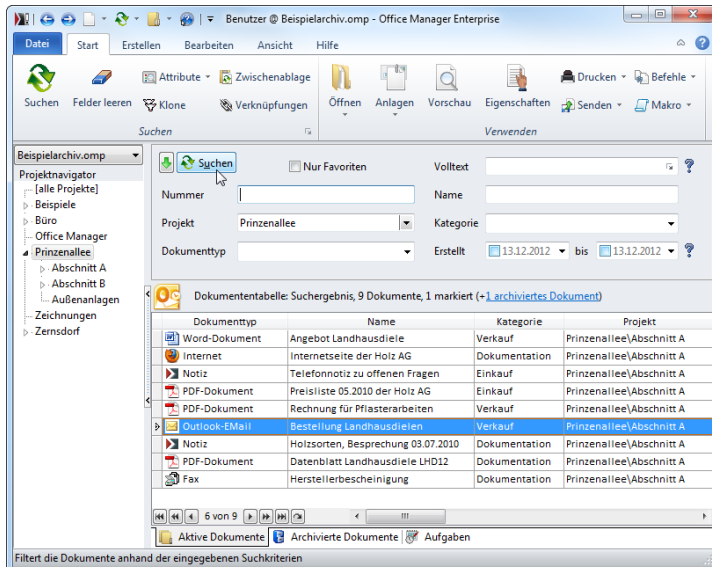 Benutzer @ Beispielarchiv.omp - Office Manager Enterprise
Datei Start Erstellen Bearbeiten Ansicht Hilfe
Suchen Felder leeren Attribute Klone Zwischenablage Verknüpfungen Öffnen Anlagen Vorschau Eigenschaften Drucken Senden Befehle Makro
Suchen Verwenden
Beispielarchiv.omp
Projektnavigator
[alle Projekte]
Beispiele
Büro
Office Manager
Prinzenallee
Abschnitt A
Abschnitt B
Außenanlagen
Zeichnungen
Zernsdorf
Suchen Nur Favoriten Volltext
Nummer Name
Projekt Prinzenallee Kategorie
Dokumenttyp Erstellt 13.12.2012 bis 13.12.2012
Dokumententabelle: Suchergebnis, 9 Dokumente, 1 markiert (+1 archiviertes Dokument)
Dokumenttyp Name Kategorie Projekt
Word-Dokument Angebot Landhausdiele Verkauf Prinzenallee\Abschnitt A
Internet Internetseite der Holz AG Dokumentation Prinzenallee\Abschnitt A
Notiz Telefonnotiz zu offenen Fragen Einkauf Prinzenallee\Abschnitt A
PDF-Dokument Preisliste 05.2010 der Holz AG Einkauf Prinzenallee\Abschnitt A
PDF-Dokument Rechnung für Pflasterarbeiten Verkauf Prinzenallee\Abschnitt A
Outlook-EMail Bestellung Landhausdielen Verkauf Prinzenallee\Abschnitt A
Notiz Holzsorten, Besprechung 03.07.2010 Dokumentation Prinzenallee\Abschnitt A
PDF-Dokument Datenblatt Landhausdiele LHD12 Dokumentation Prinzenallee\Abschnitt A
Fax Herstellerbescheinigung Dokumentation Prinzenallee\Abschnitt A
6 von 9
Aktive Dokumente Archivierte Dokumente Aufgaben
Filtert die Dokumente anhand der eingegebenen Suchkriterien